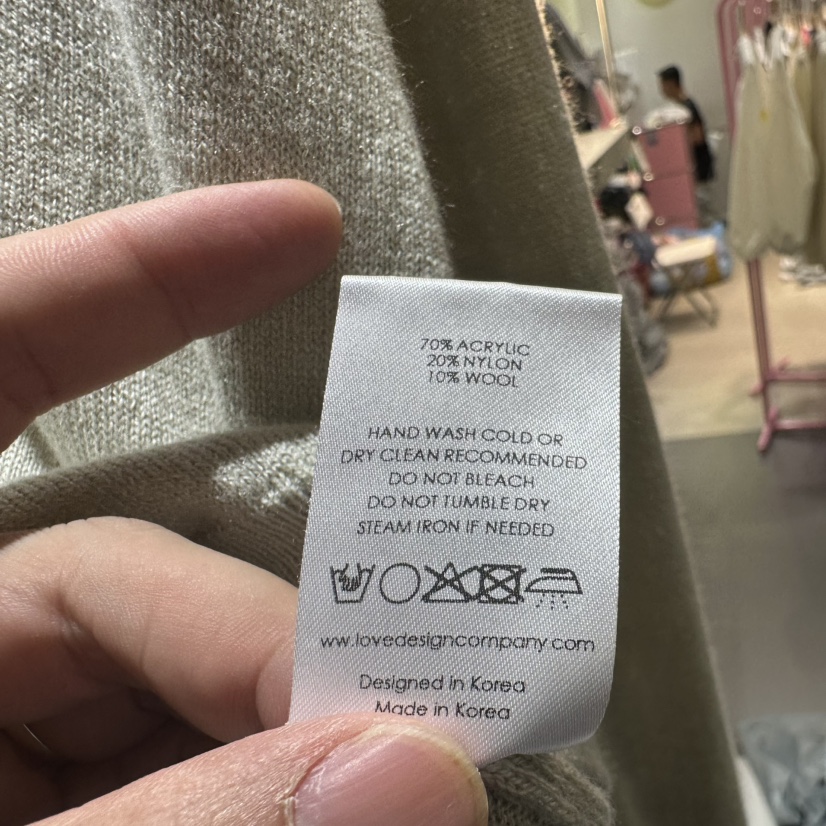 70% ACRYLIC
20% NYLON
10% WOOL
HAND WASH COLD OR
DRY CLEAN RECOMMENDED
DO NOT BLEACH
DO NOT TUMBLE DRY
STEAM IRON IF NEEDED
ww.lovedesigncompany.com
Designed in Korea
Made in Korea